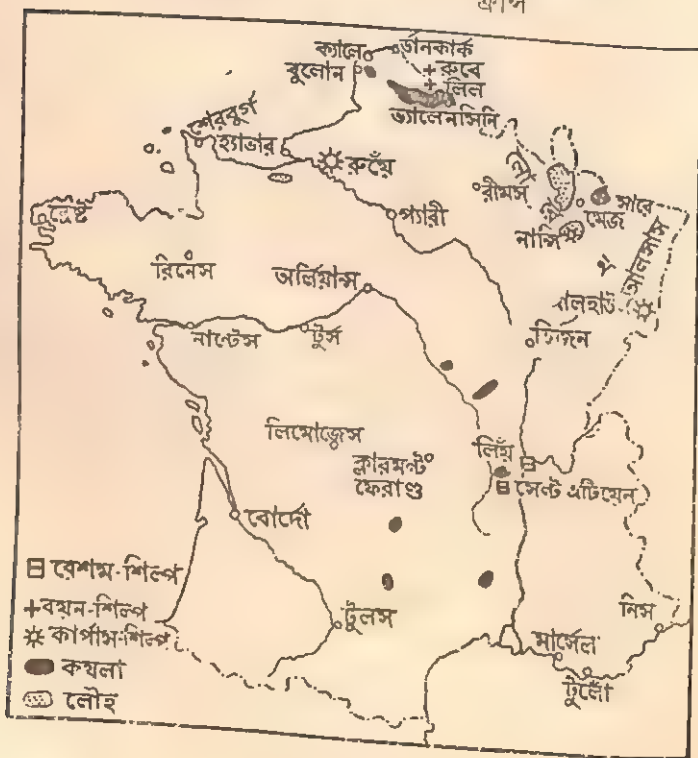 ফ্রান্স
ক্যালে
ডানকার্ক
বুলোন
রুবে
লিল
ভ্যালেনসিনি
শেরবুর্গ
হ্যাভার
রুঁয়ে
রীমস
সারে
মেজ
নান্সি
ব্রেষ্ট
প্যারী
আলসাস
রিনেস
অর্লিয়ান্স
নান্টেস
টুর্স
ডিজন
লিমোজেস
ক্লারমন্ট
ফেরাণ্ড
লিঁয়
সেন্ট এটিয়েন
বোর্দো
রেশম-শিল্প
বয়ন-শিল্প
কার্পাস-শিল্প
কয়লা
লৌহ
টুলস
নিস
মার্সেল
টুলোঁ